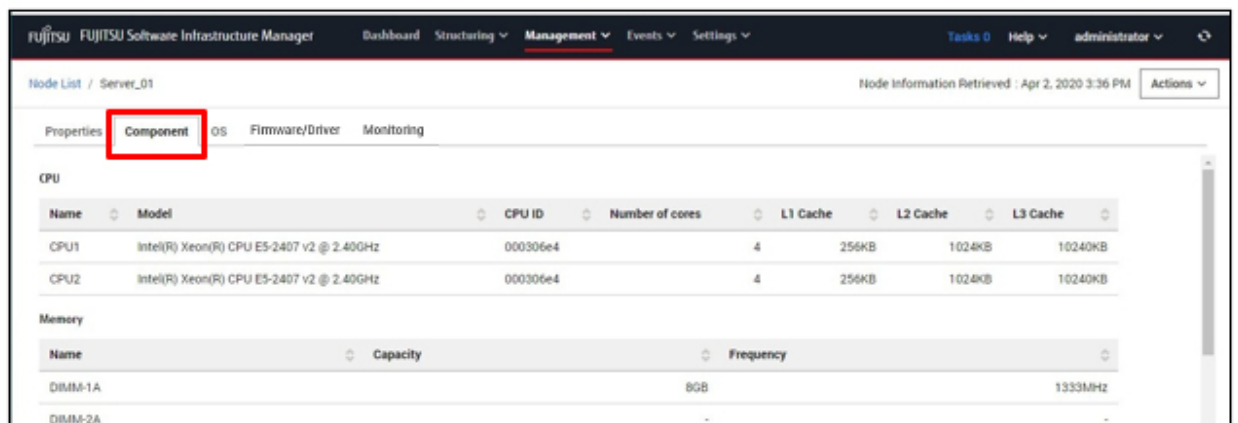 FUJITSU FUJITSU Software Infrastructure Manager Dashboard Structuring Management Events Settings Tasks 0 Help administrator
Node List / Server_01 Node Information Retrieved : Apr 2, 2020 3:36 PM Actions
Properties Component OS Firmware/Driver Monitoring
CPU
Name Model CPU ID Number of cores L1 Cache L2 Cache L3 Cache
CPU1 Intel(R) Xeon(R) CPU E5-2407 v2 @ 2.40GHz 000306e4 4 256KB 1024KB 10240KB
CPU2 Intel(R) Xeon(R) CPU E5-2407 v2 @ 2.40GHz 000306e4 4 256KB 1024KB 10240KB
Memory
Name Capacity Frequency
DIMM-1A 8GB 1333MHz
DIMM-2A - -